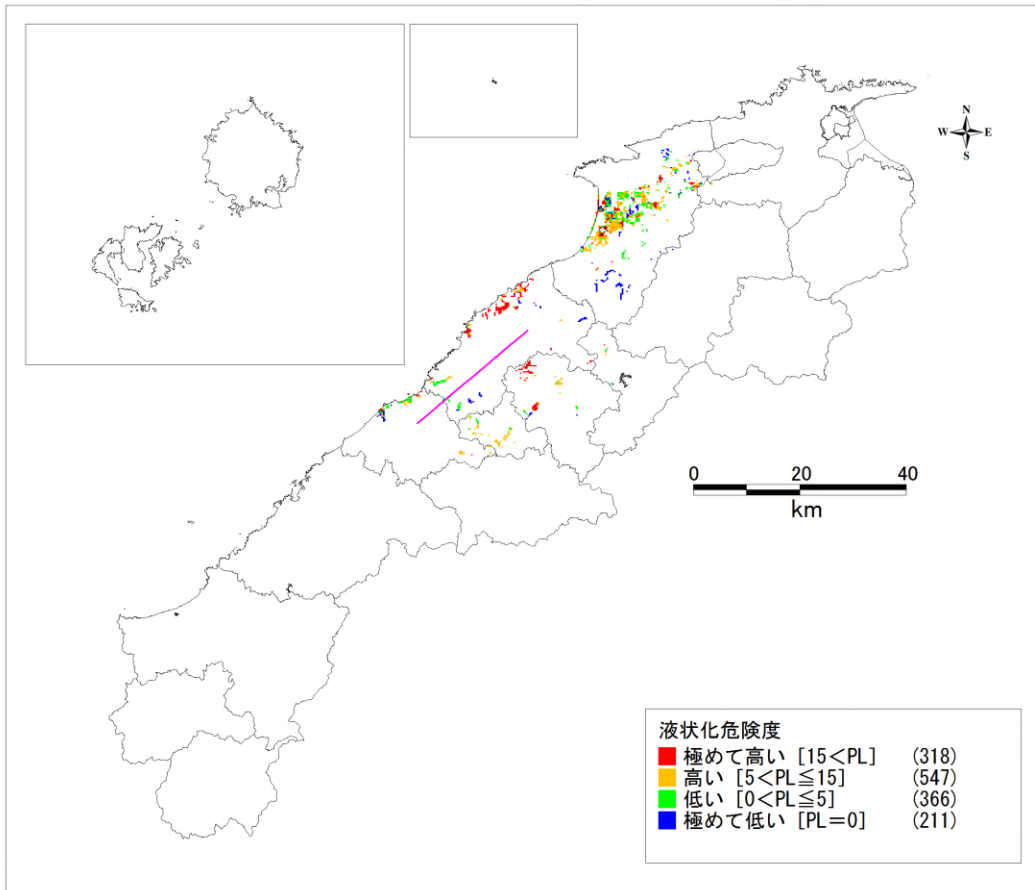 N
W E
S
0 20 40
km
液状化危険度
極めて高い [15<PL] (318)
高い [5<PL≦15] (547)
低い [0<PL≦5] (366)
極めて低い [PL=0] (211)